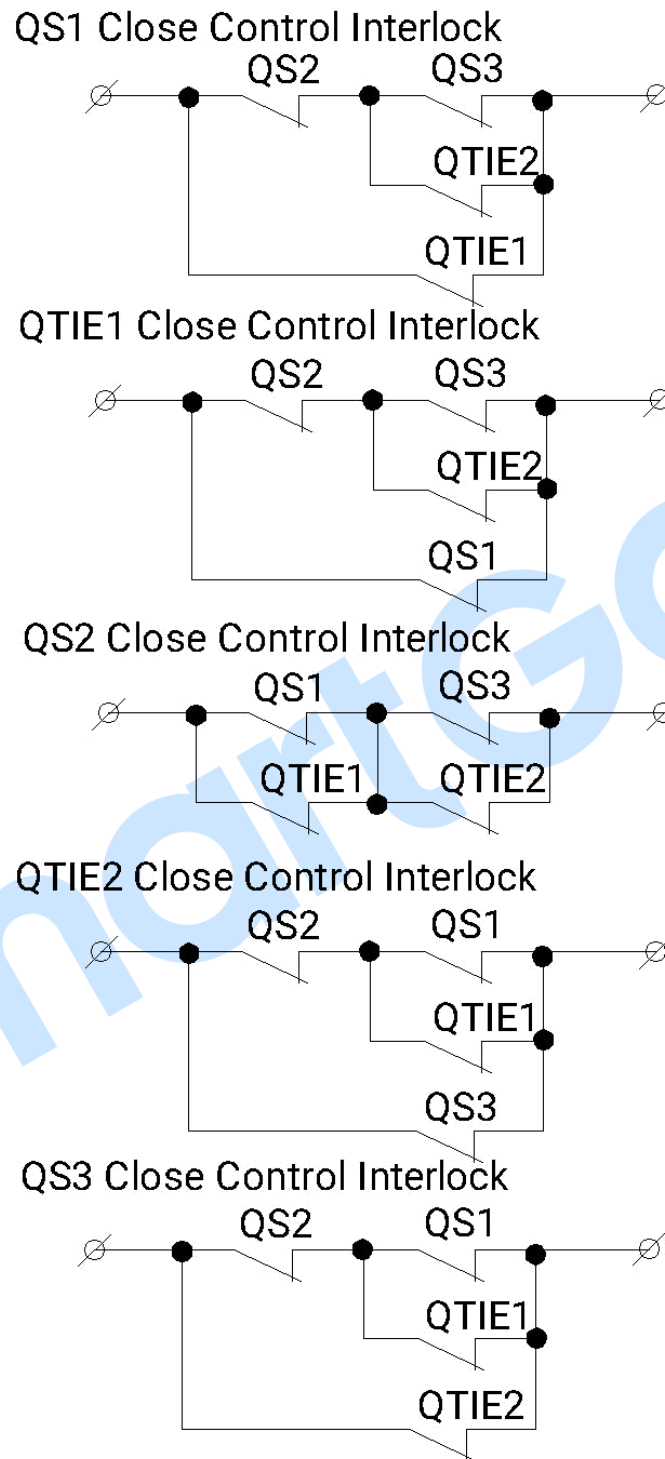 QS1 Close Control Interlock
QS2 QS3
QTIE2
QTIE1
QTIE1 Close Control Interlock
QS2 QS3
QTIE2
QS1
QS2 Close Control Interlock
QS1 QS3
QTIE1 QTIE2
QTIE2 Close Control Interlock
QS2 QS1
QTIE1
QS3
QS3 Close Control Interlock
QS2 QS1
QTIE1
QTIE2